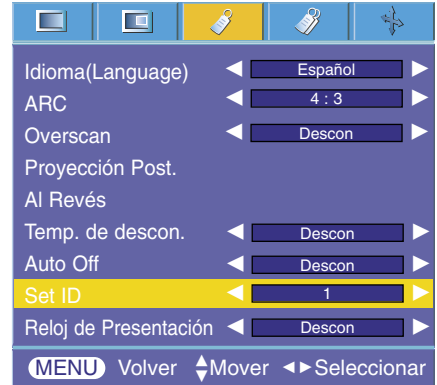 Idioma(Language) Español
ARC 4 : 3
Overscan Descon
Proyección Post.
Al Revés
Temp. de descon. Descon
Auto Off Descon
Set ID 1
Reloj de Presentación Descon
MENU Volver Mover Seleccionar